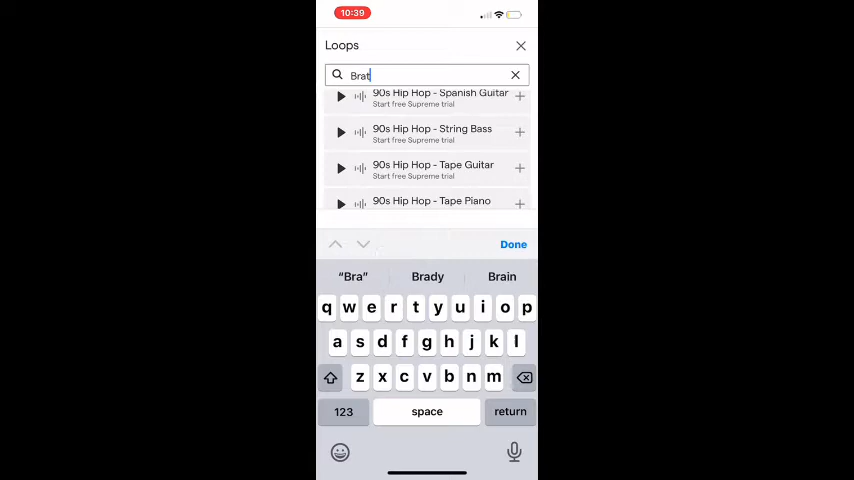 10:39
Loops
Brat
90s Hip Hop - Spanish Guitar
Start free Supreme trial
90s Hip Hop - String Bass
Start free Supreme trial
90s Hip Hop - Tape Guitar
Start free Supreme trial
90s Hip Hop - Tape Piano
Done
“Bra” Brady Brain
q w e r t y u i o p
a s d f g h j k l
z x c v b n m
123 space return